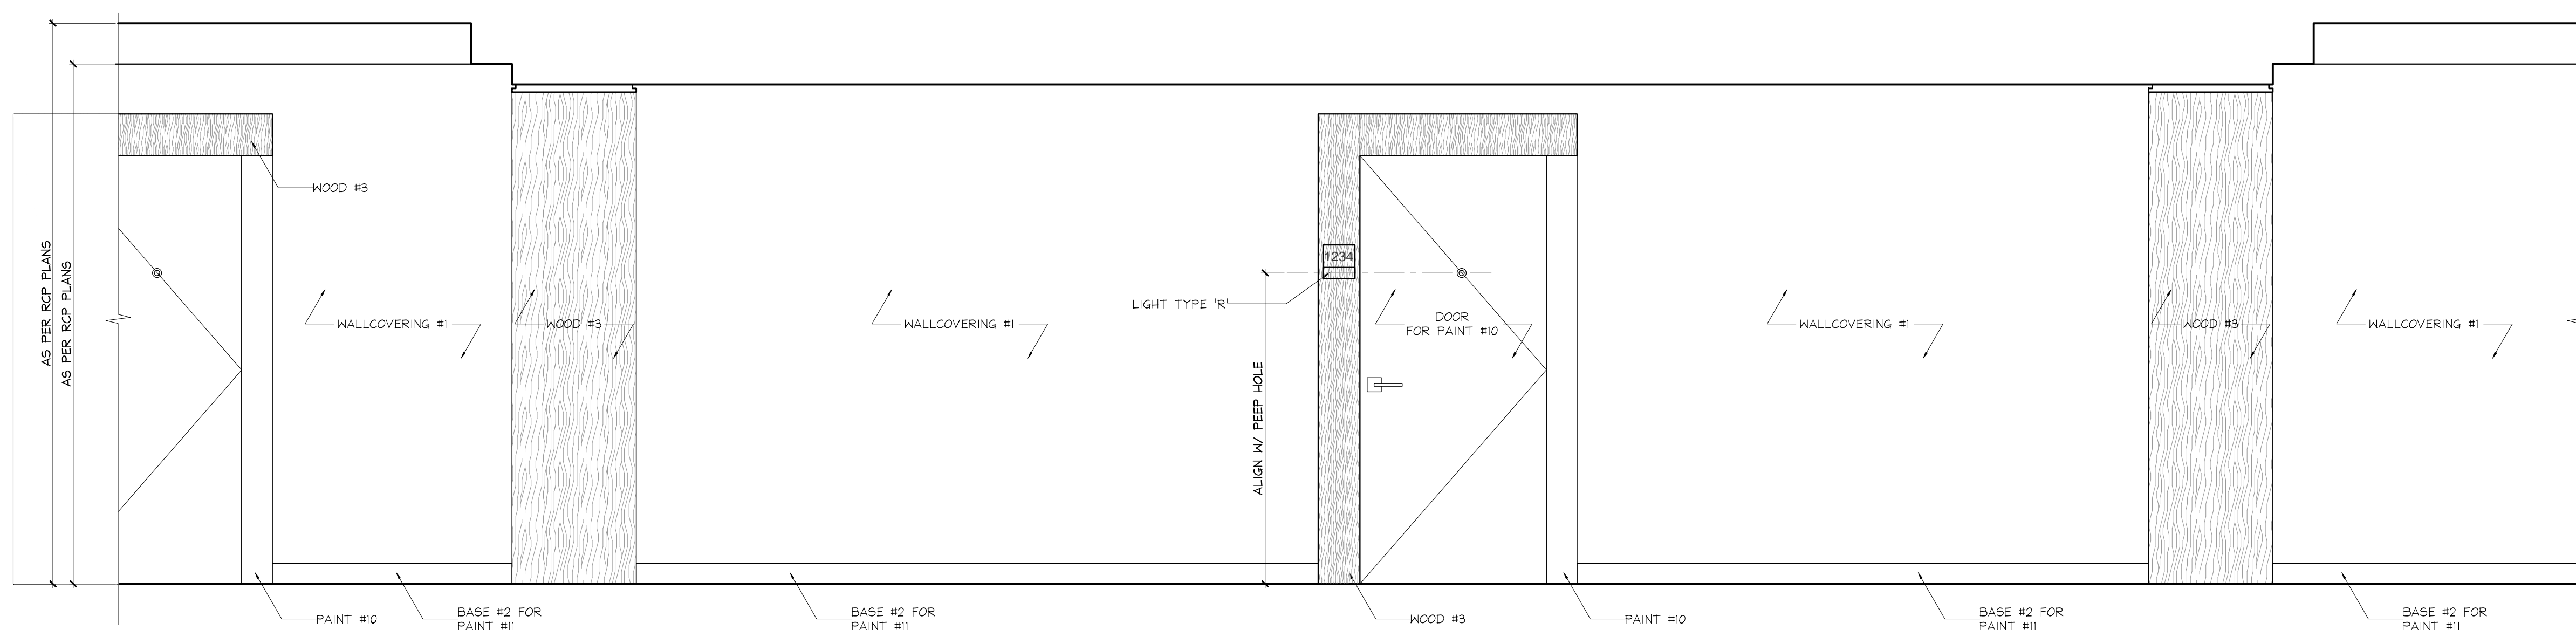 AS PER RCP PLANS
AS PER RCP PLANS
WOOD #3
WALLCOVERING #1
WOOD #3
WALLCOVERING #1
LIGHT TYPE 'R'
1234
ALIGN W/ PEEP HOLE
DOOR
FOR PAINT #10
WALLCOVERING #1
WOOD #3
WALLCOVERING #1
PAINT #10
BASE #2 FOR
PAINT #11
BASE #2 FOR
PAINT #11
WOOD #3
PAINT #10
BASE #2 FOR
PAINT #11
BASE #2 FOR
PAINT #11